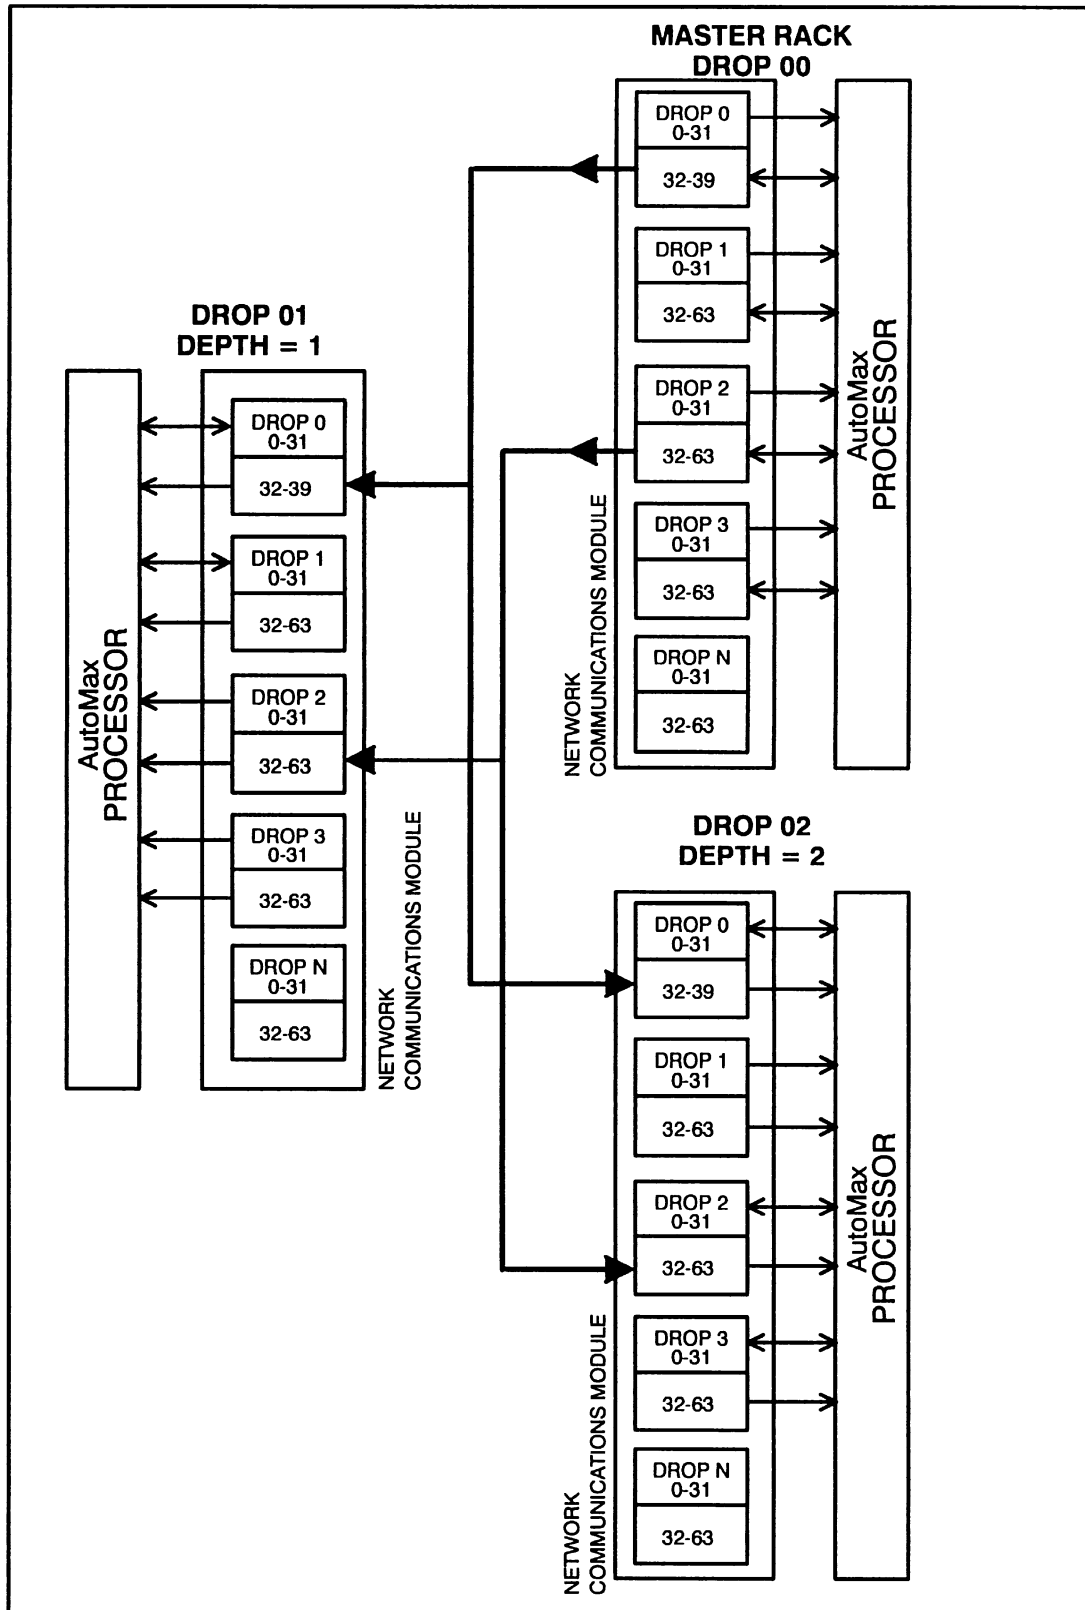 MASTER RACK
DROP 00
DROP 0
0-31
32-39
DROP 1
0-31
32-63
DROP 2
0-31
32-63
DROP 3
0-31
32-63
DROP N
0-31
32-63
NETWORK
COMMUNICATIONS MODULE
AutoMax
PROCESSOR
DROP 01
DEPTH = 1
AutoMax
PROCESSOR
DROP 0
0-31
32-39
DROP 1
0-31
32-63
DROP 2
0-31
32-63
DROP 3
0-31
32-63
DROP N
0-31
32-63
NETWORK
COMMUNICATIONS MODULE
DROP 02
DEPTH = 2
DROP 0
0-31
32-39
DROP 1
0-31
32-63
DROP 2
0-31
32-63
DROP 3
0-31
32-63
DROP N
0-31
32-63
NETWORK
COMMUNICATIONS MODULE
AutoMax
PROCESSOR